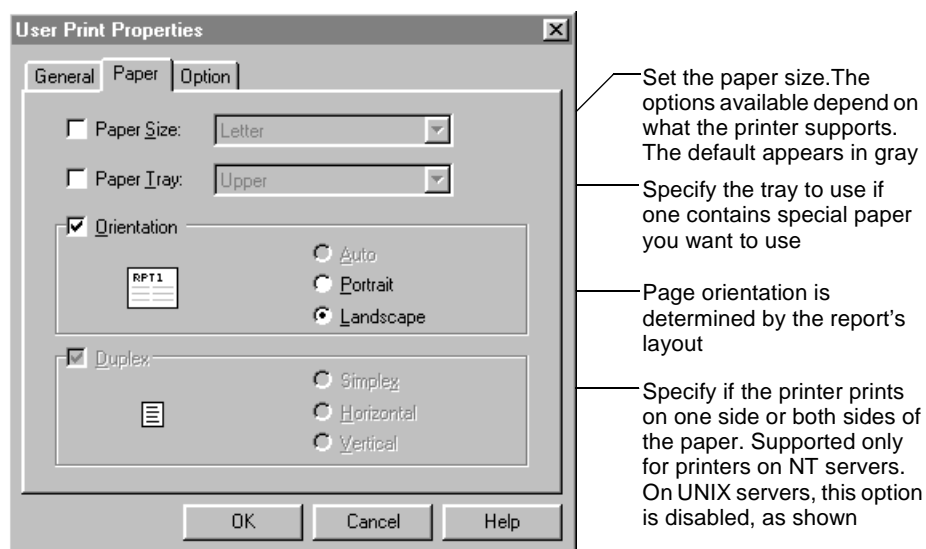 User Print Properties
General Paper Option
Paper Size: Letter
Paper Tray: Upper
Orientation
RPT1
Auto
Portrait
Landscape
Duplex
Simplex
Horizontal
Vertical
OK Cancel Help
Set the paper size.The
options available depend on
what the printer supports.
The default appears in gray
Specify the tray to use if
one contains special paper
you want to use
Page orientation is
determined by the report’s
layout
Specify if the printer prints
on one side or both sides of
the paper. Supported only
for printers on NT servers.
On UNIX servers, this option
is disabled, as shown